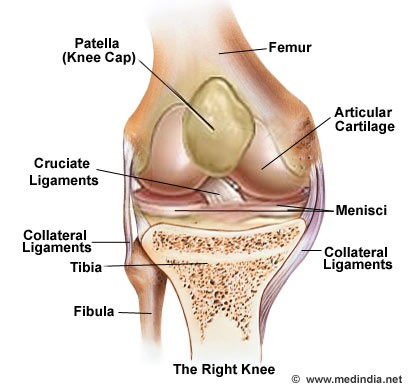 Patella
(Knee Cap)
Femur
Articular
Cartilage
Cruciate
Ligaments
Menisci
Collateral
Ligaments
Collateral
Ligaments
Tibia
Fibula
The Right Knee
© www.medindia.net